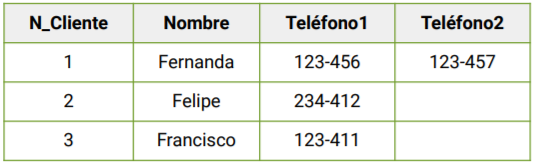 N_Cliente Nombre Teléfono1 Teléfono2
1 Fernanda 123-456 123-457
2 Felipe 234-412
3 Francisco 123-411